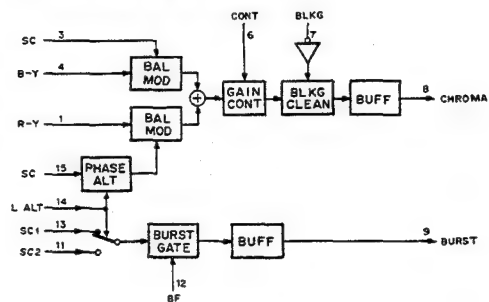 CONT
BLKG
SC 3
6
7
B-Y 4
BAL MOD
GAIN CONT
BLKG CLEAN
BUFF
8 CHROMA
R-Y 1
BAL MOD
SC 15
PHASE ALT
L ALT 14
SC1 13
SC2 11
BURST GATE
BUFF
9 BURST
12
BF